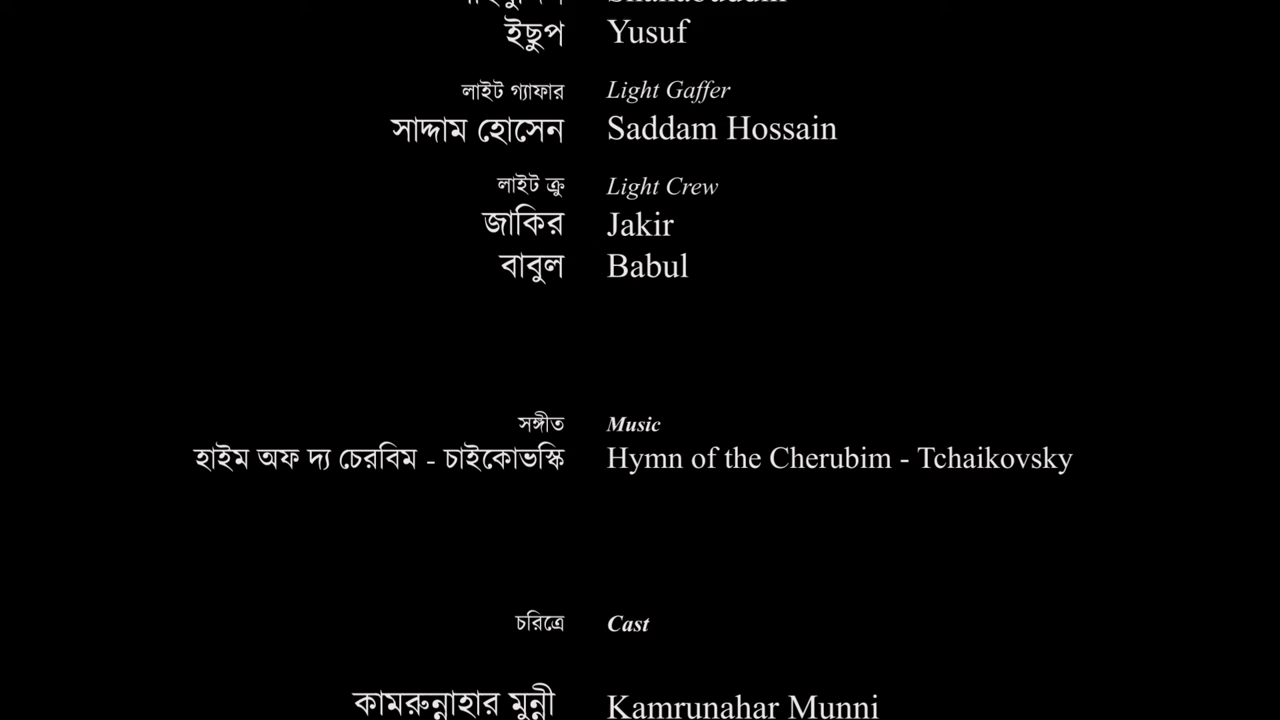 ইছুপ Yusuf
লাইট গ্যাফার Light Gaffer
সাদ্দাম হোসেন Saddam Hossain
লাইট ক্রু Light Crew
জাকির Jakir
বাবুল Babul
সঙ্গীত Music
হাইম অফ দ্য চেরবিম - চাইকোভস্কি Hymn of the Cherubim - Tchaikovsky
চরিত্রে Cast
কামরুন্নাহার মুন্নী Kamrunahar Munni